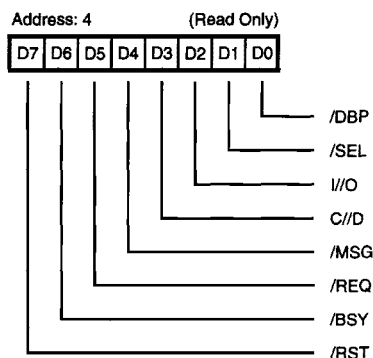 Address: 4 (Read Only)
D7 D6 D5 D4 D3 D2 D1 D0
/DBP
/SEL
I//O
C//D
/MSG
/REQ
/BSY
/RST